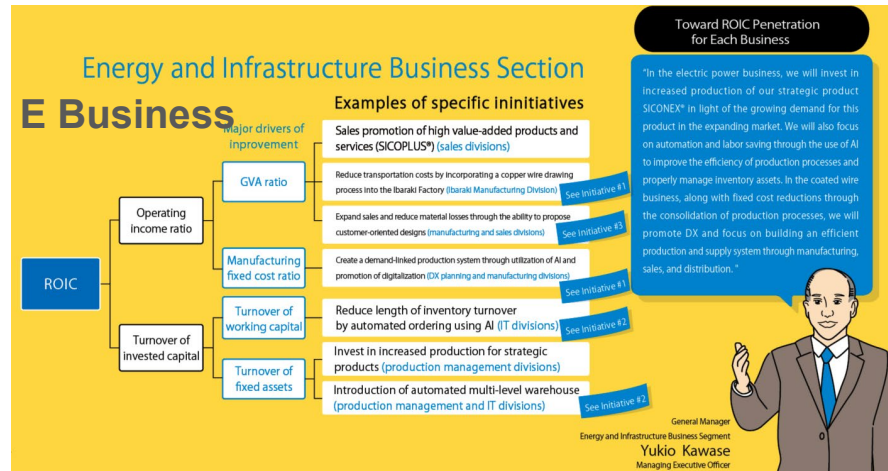 Energy and Infrastructure Business Section
E Business
Examples of specific ininitiatives
Major drivers of
inprovement
ROIC
Operating
income ratio
Turnover of
invested capital
GVA ratio
Manufacturing
fixed cost ratio
Turnover of
working capital
Turnover of
fixed assets
Sales promotion of high value-added products and
services (SICOPLUS®) (sales divisions)
Reduce transportation costs by incorporating a copper wire drawing
process into the Ibaraki Factory (Ibaraki Manufacturing Division)
See Initiative #1
Expand sales and reduce material losses through the ability to propose
customer-oriented designs (manufacturing and sales divisions)
See Initiative #3
Create a demand-linked production system through utilization of AI and
promotion of digitalization (DX planning and manufacturing divisions)
See Initiative #1
Reduce length of inventory turnover
by automated ordering using AI (IT divisions)
See Initiative #2
Invest in increased production for strategic
products (production management divisions)
Introduction of automated multi-level warehouse
(production management and IT divisions)
See Initiative #2
Toward ROIC Penetration
for Each Business
"In the electric power business, we will invest in
increased production of our strategic product
SICONEX® in light of the growing demand for this
product in the expanding market. We will also focus
on automation and labor saving through the use of AI
to improve the efficiency of production processes and
properly manage inventory assets. In the coated wire
business, along with fixed cost reductions through
the consolidation of production processes, we will
promote DX and focus on building an efficient
production and supply system through manufacturing,
sales, and distribution. "
General Manager
Energy and Infrastructure Business Segment
Yukio Kawase
Managing Executive Officer